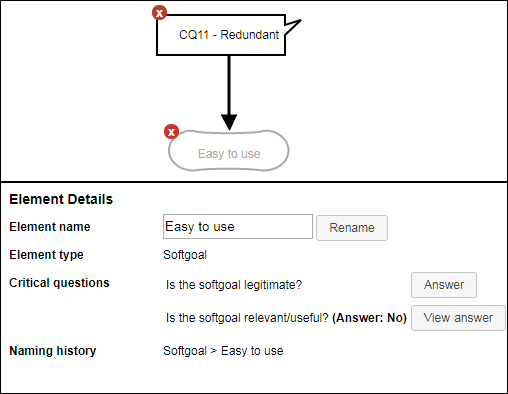 x
CQ11 - Redundant
x
Easy to use
Element Details
Element name Easy to use Rename
Element type Softgoal
Critical questions Is the softgoal legitimate? Answer
Is the softgoal relevant/useful? (Answer: No) View answer
Naming history Softgoal > Easy to use